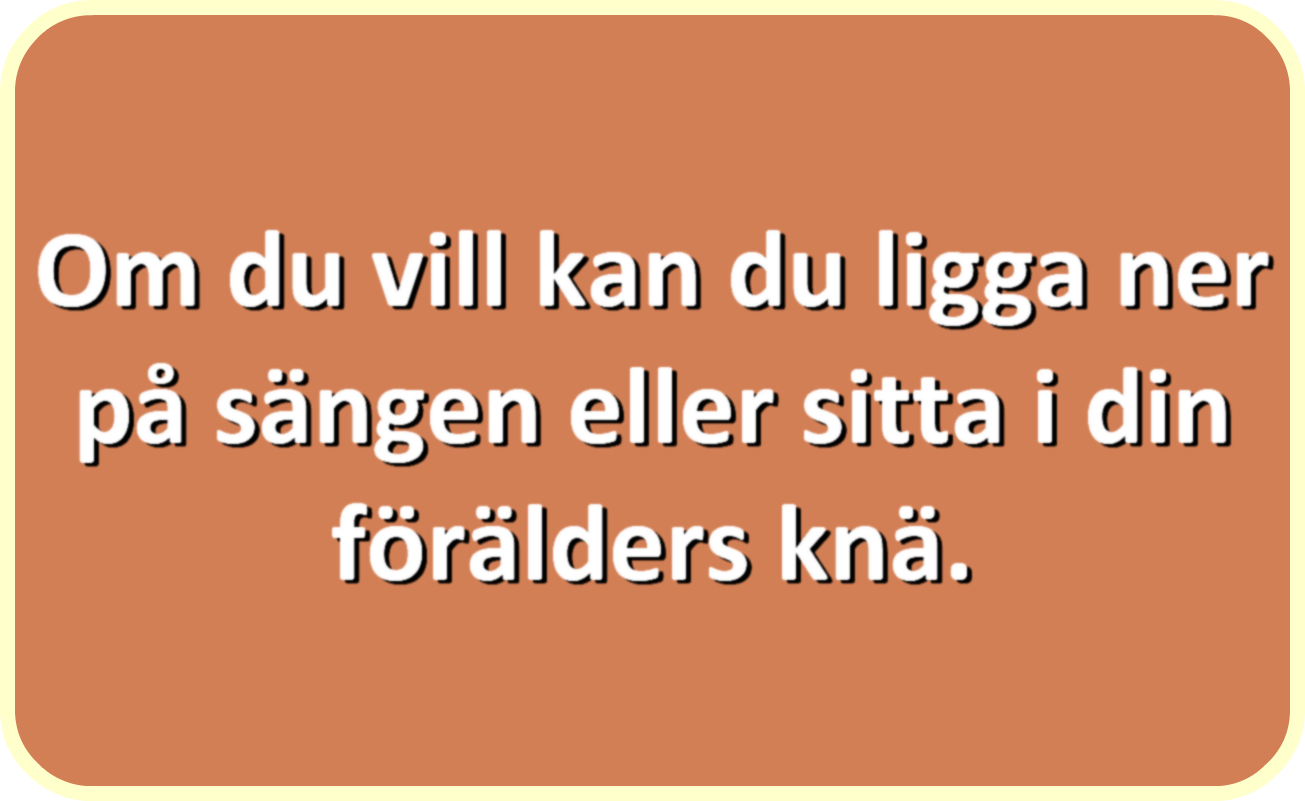 Om du vill kan du ligga ner
på sängen eller sitta i din
förälders knä.